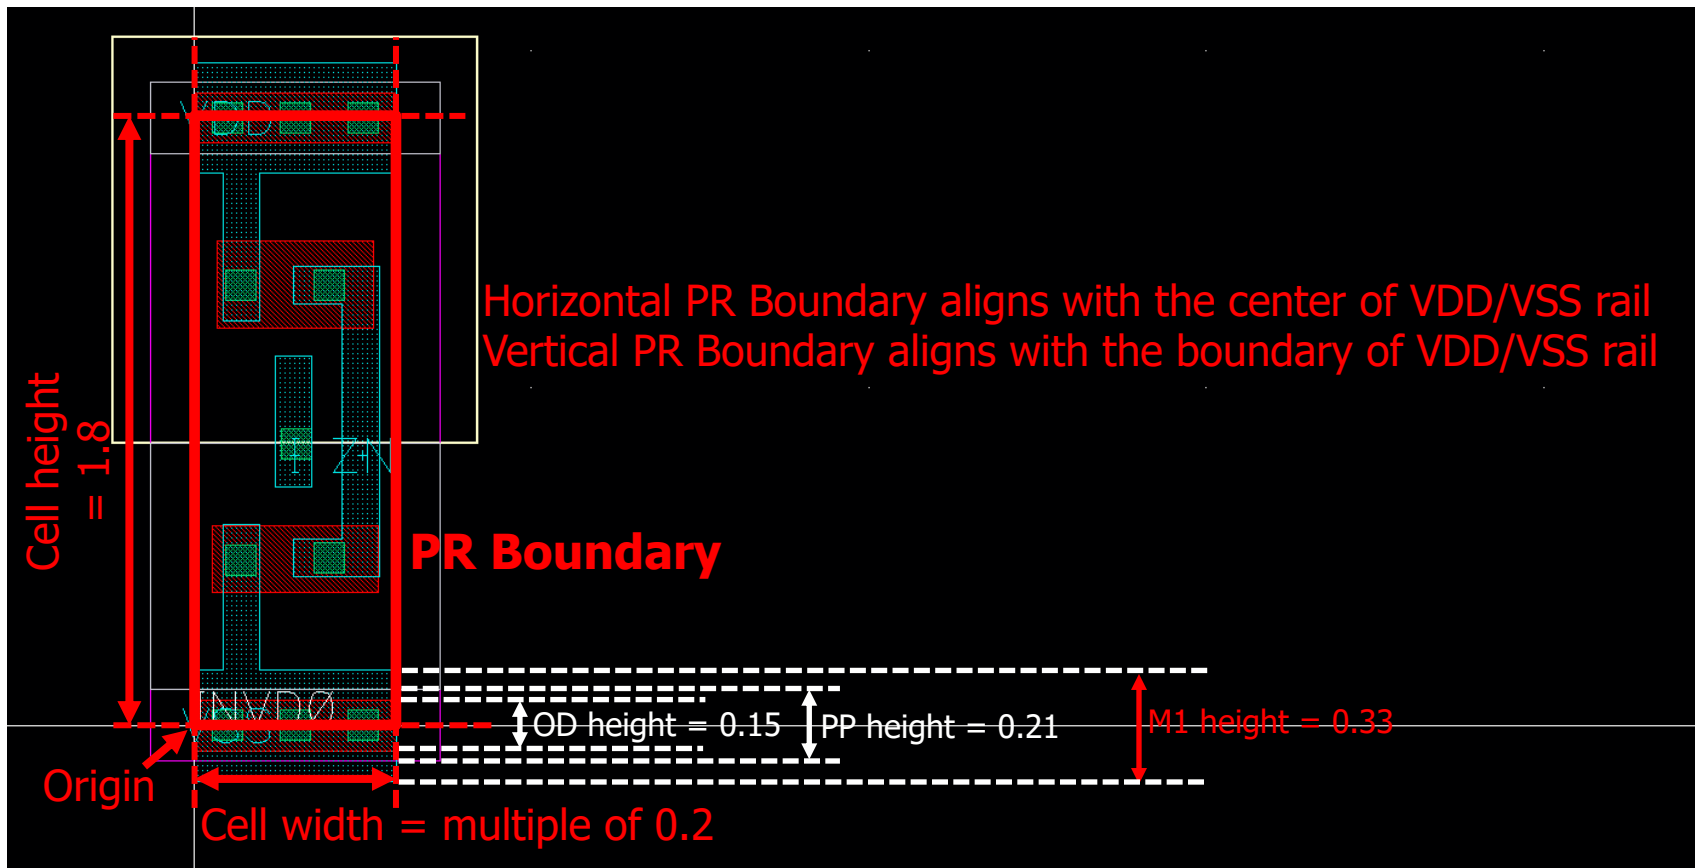 VDD
Horizontal PR Boundary aligns with the center of VDD/VSS rail
Vertical PR Boundary aligns with the boundary of VDD/VSS rail
Cell height
= 1.8
I ZN
PR Boundary
OD height = 0.15
PP height = 0.21
M1 height = 0.33
Origin
Cell width = multiple of 0.2